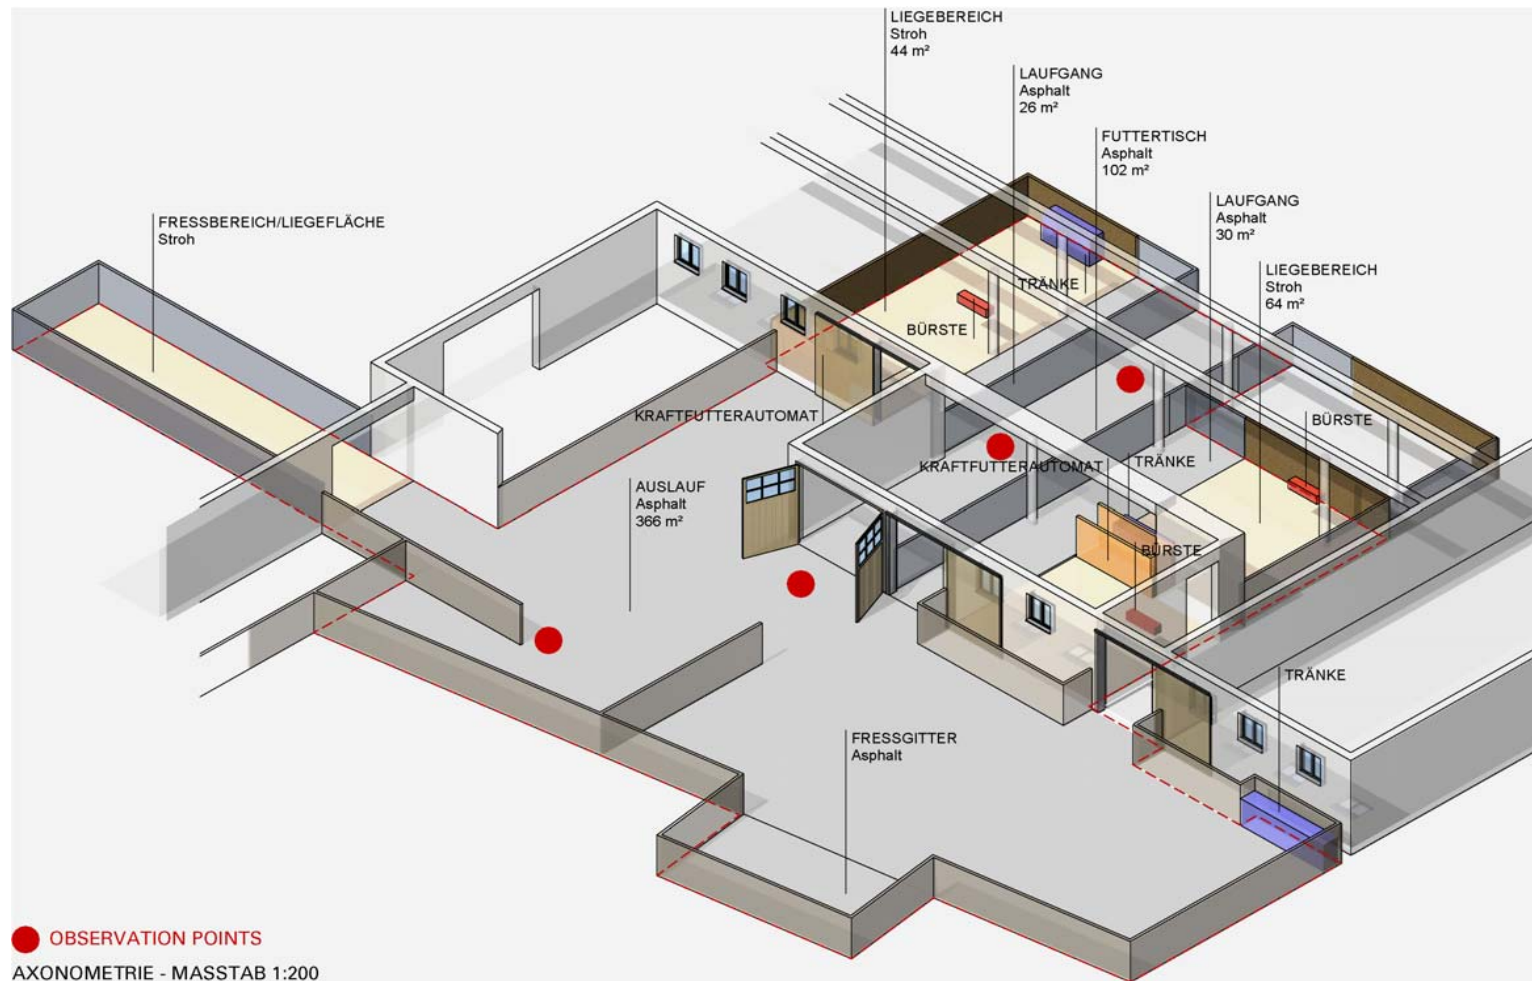 LIEGEBEREICH
Stroh
44 m²
LAUFGANG
Asphalt
26 m²
FUTTERTISCH
Asphalt
102 m²
LAUFGANG
Asphalt
30 m²
FRESSBEREICH/LIEGEFLÄCHE
Stroh
LIEGEBEREICH
Stroh
64 m²
TRÄNKE
BÜRSTE
KRAFTFUTTERAUTOMAT
BÜRSTE
KRAFTFUTTERAUTOMAT
TRÄNKE
AUSLAUF
Asphalt
366 m²
BÜRSTE
TRÄNKE
FRESSGITTER
Asphalt
OBSERVATION POINTS
AXONOMETRIE - MASSTAB 1:200